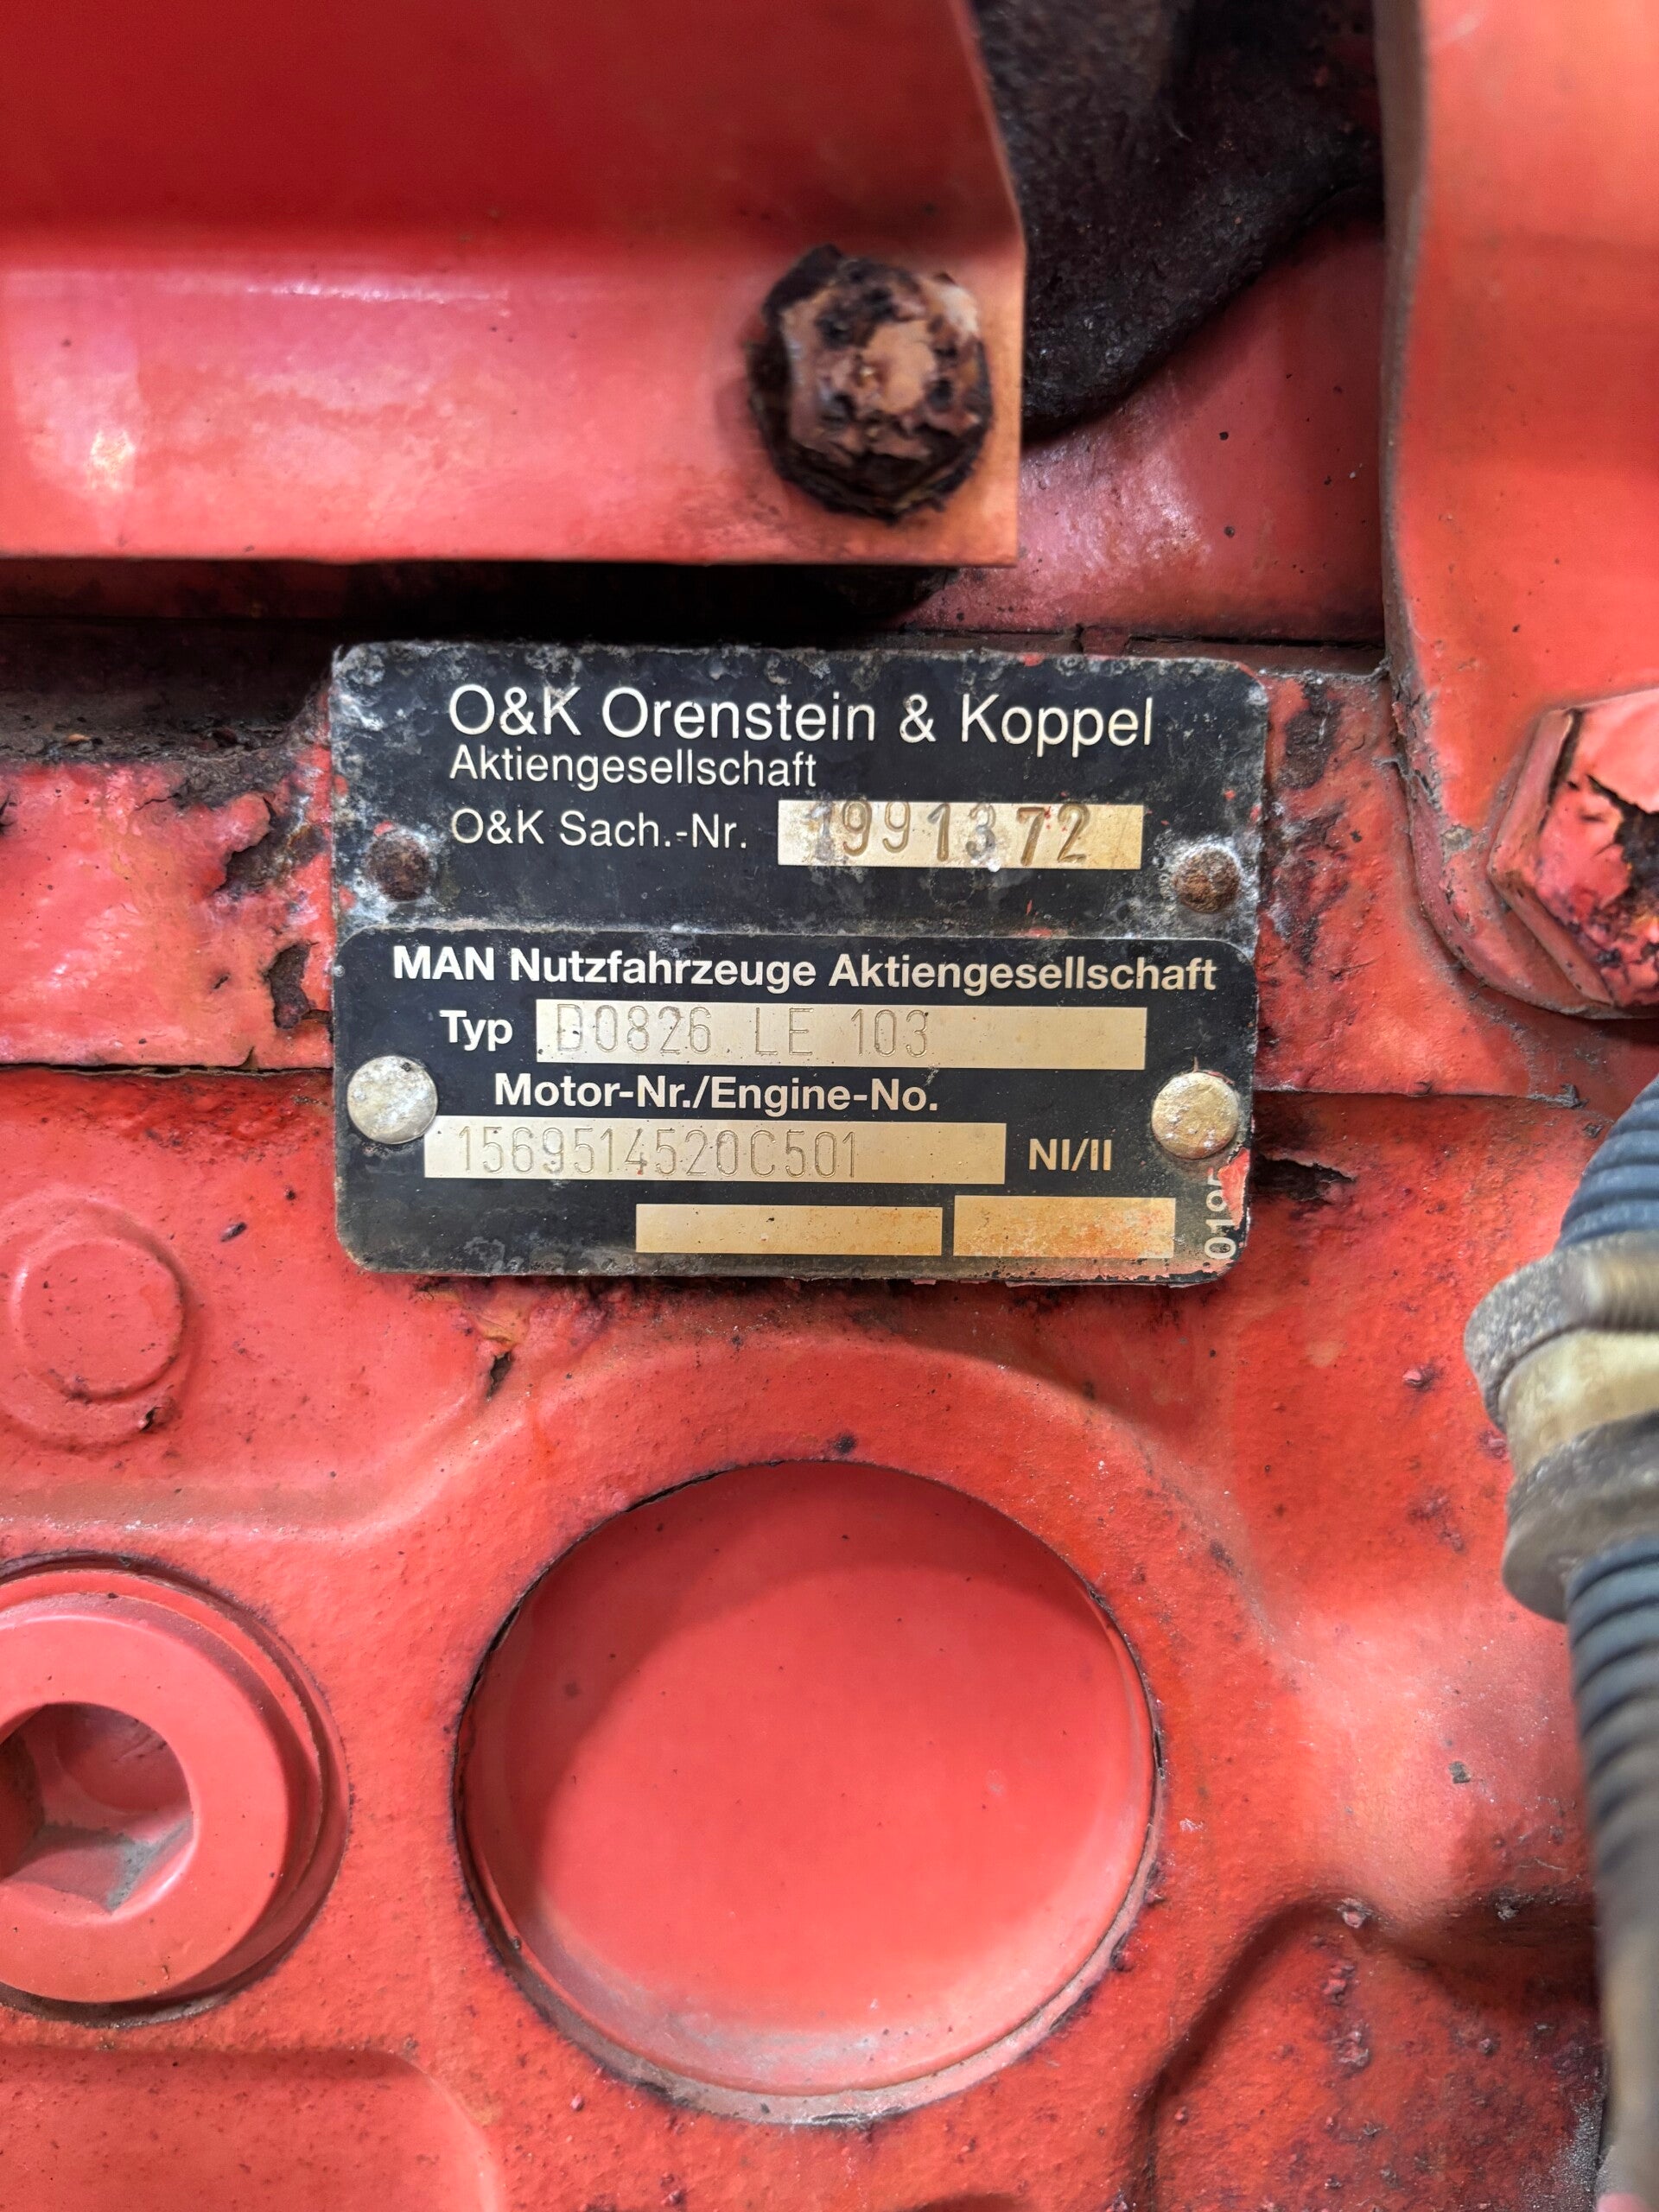 O&K Orenstein & Koppel
Aktiengesellschaft
O&K Sach.-Nr. 1991372
MAN Nutzfahrzeuge Aktiengesellschaft
Typ D0826 LE 103
Motor-Nr./Engine-No.
1569514520C501 NI/II